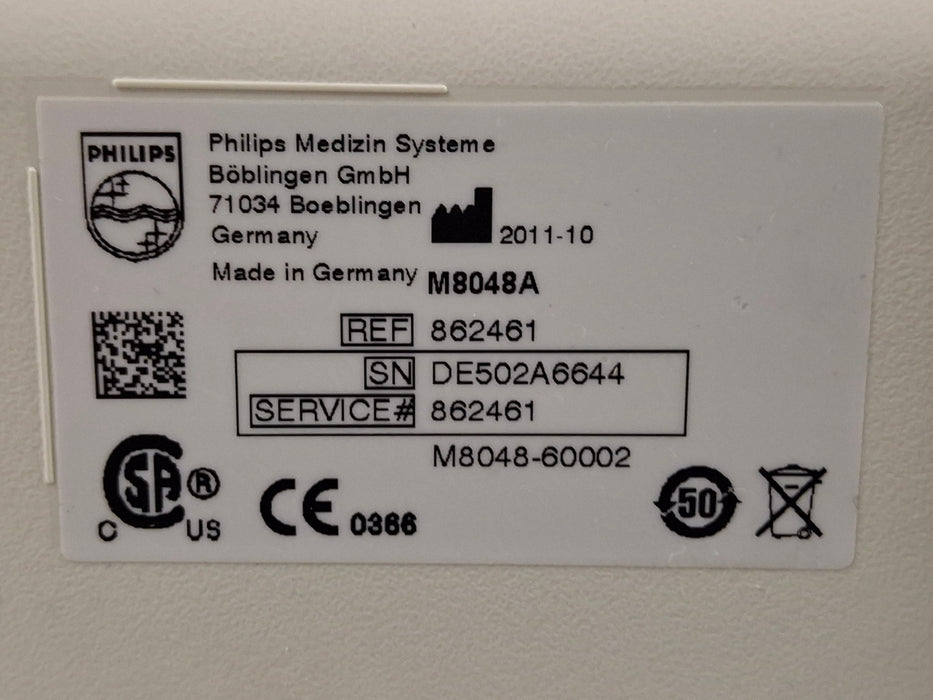 PHILIPS
Philips Medizin Systeme
Böblingen GmbH
71034 Boeblingen
Germany
2011-10
Made in Germany
M8048A
REF 862461
SN DE502A6644
SERVICE# 862461
M8048-60002
C SA ® US
CE 0366
50